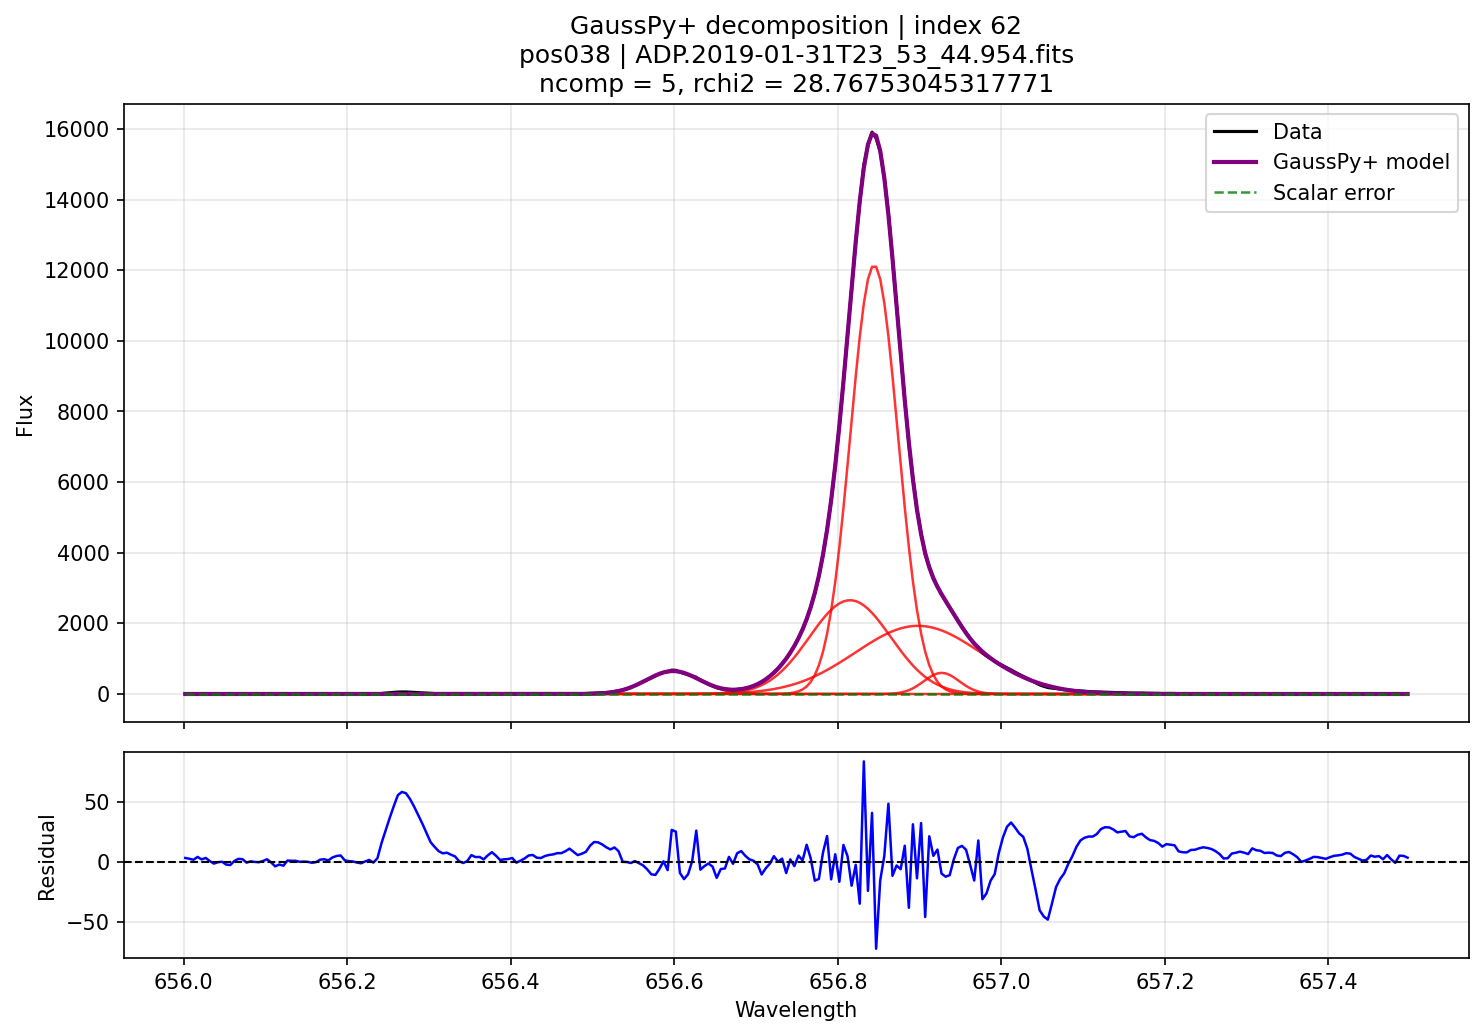 GaussPy+ decomposition | index 62
pos038 | ADP.2019-01-31T23_53_44.954.fits
ncomp = 5, rchi2 = 28.76753045317771
Data
GaussPy+ model
Scalar error
16000
14000
12000
10000
8000
6000
4000
2000
0
Flux
50
0
−50
Residual
656.0
656.2
656.4
656.6
656.8
657.0
657.2
657.4
Wavelength